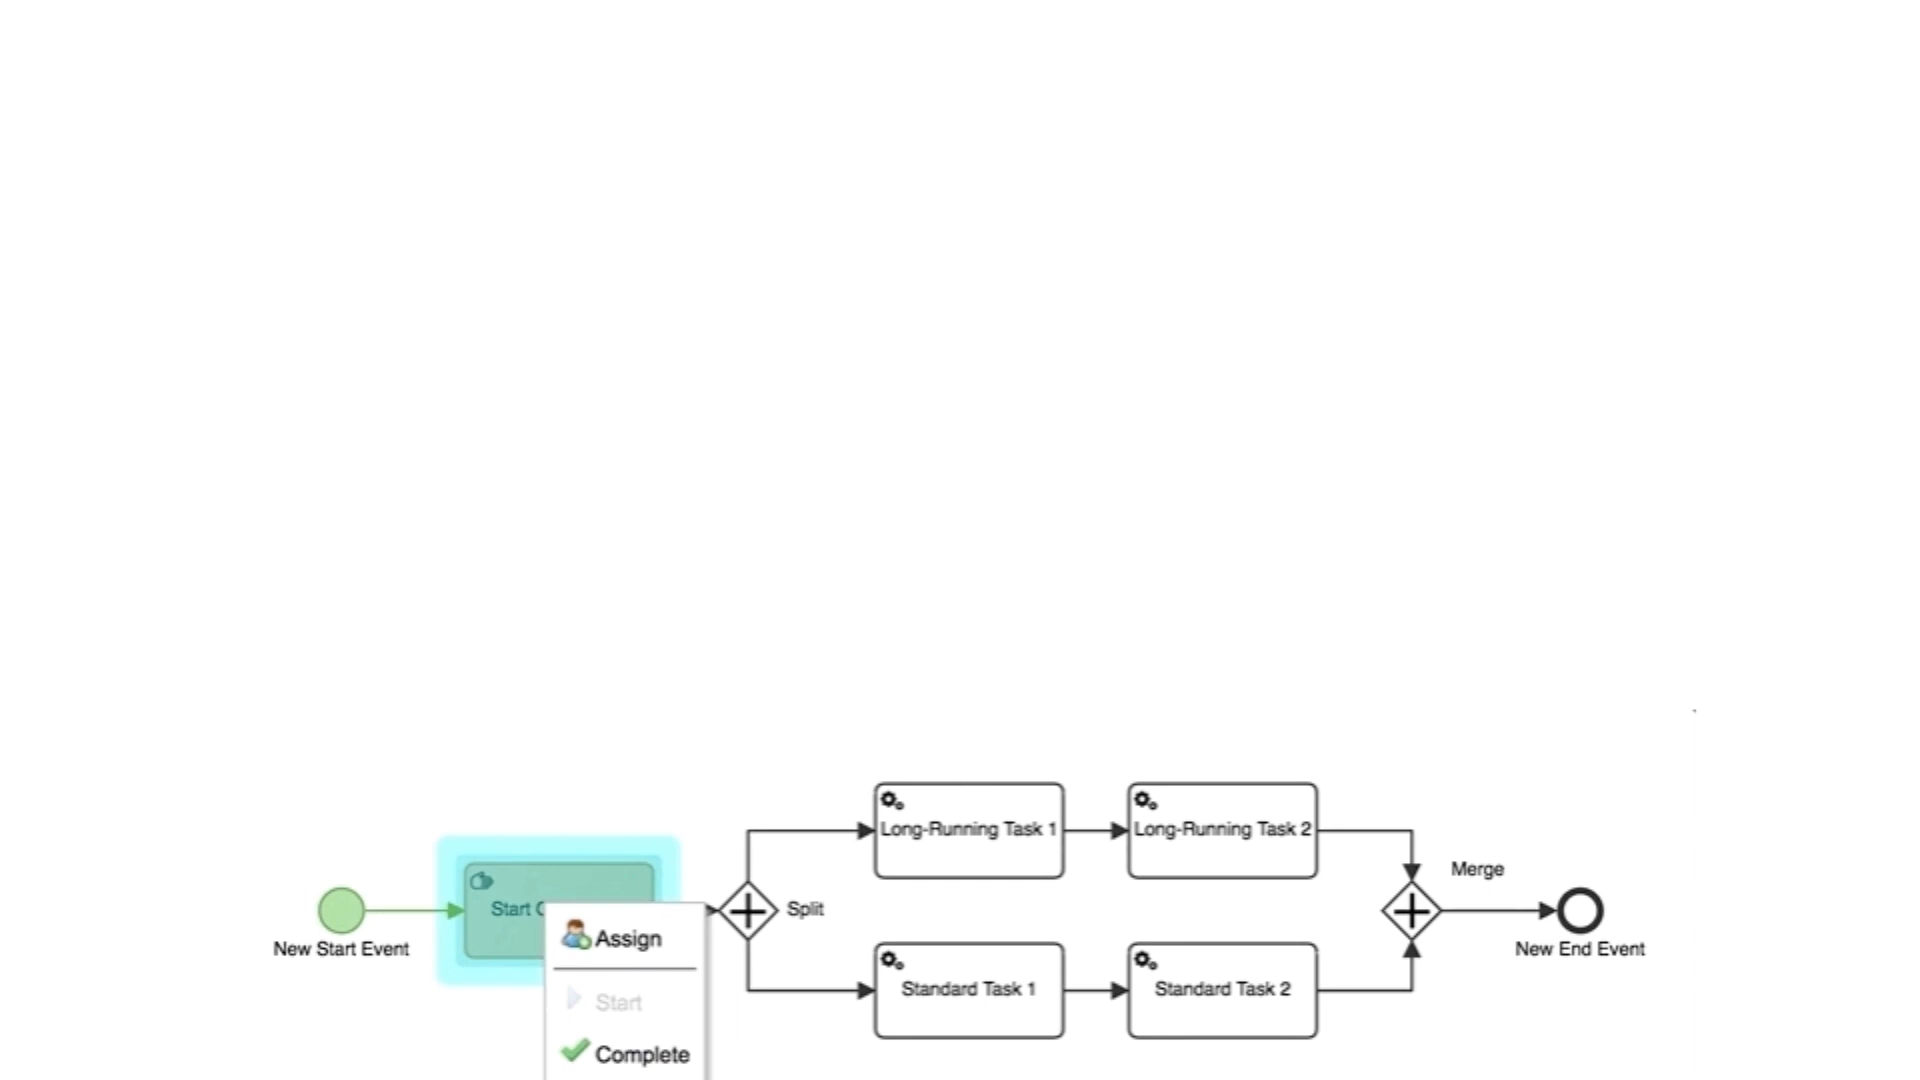 Long-Running Task 1
Long-Running Task 2
Merge
Start
Split
Assign
New Start Event
New End Event
Standard Task 1
Standard Task 2
Start
Complete